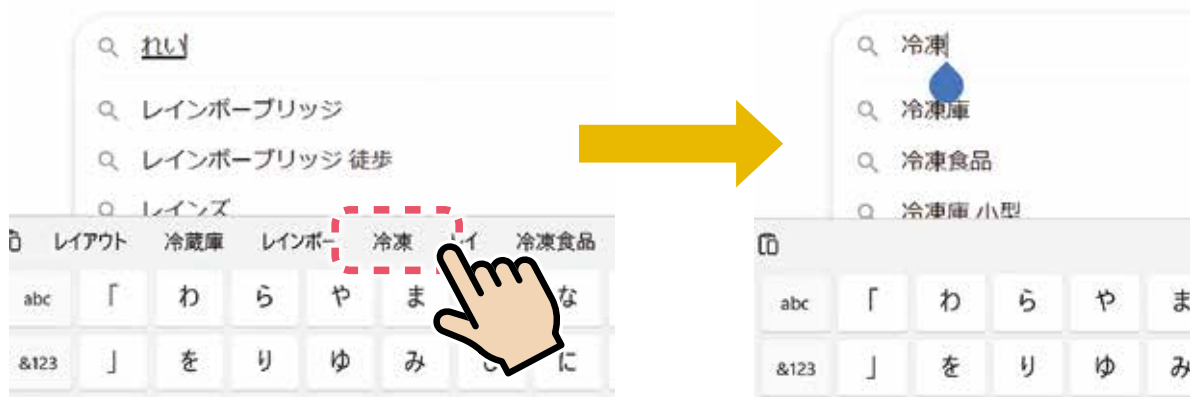 れい
レインボーブリッジ
レインボーブリッジ 徒歩
レインズ
レイアウト 冷蔵庫 レインボー 冷凍 レイ 冷凍食品
abc 「 わ ら や ま な
&123 」 を り ゆ み に
冷凍
冷凍庫
冷凍食品
冷凍庫 小型
abc 「 わ ら や ま
&123 」 を り ゆ み